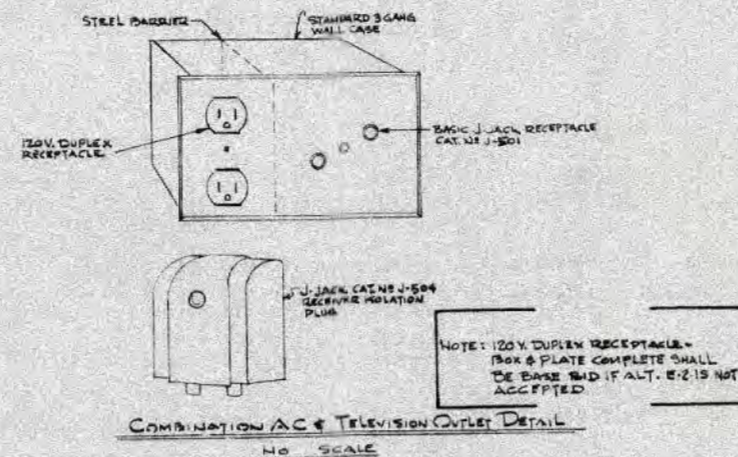 STEEL BARRIER
STANDARD 3 GANG
WALL CASE
120V. DUPLEX
RECEPTACLE
BASIC J-JACK RECEPTACLE
CAT. Nº J-501
J-JACK CAT. Nº J-504
RECEIVER ISOLATION
PLUG
NOTE: 120 V. DUPLEX RECEPTACLE -
BOX & PLATE COMPLETE SHALL
BE BASE BID IF ALT. E-2 IS NOT
ACCEPTED
COMBINATION AC & TELEVISION OUTLET DETAIL
NO SCALE